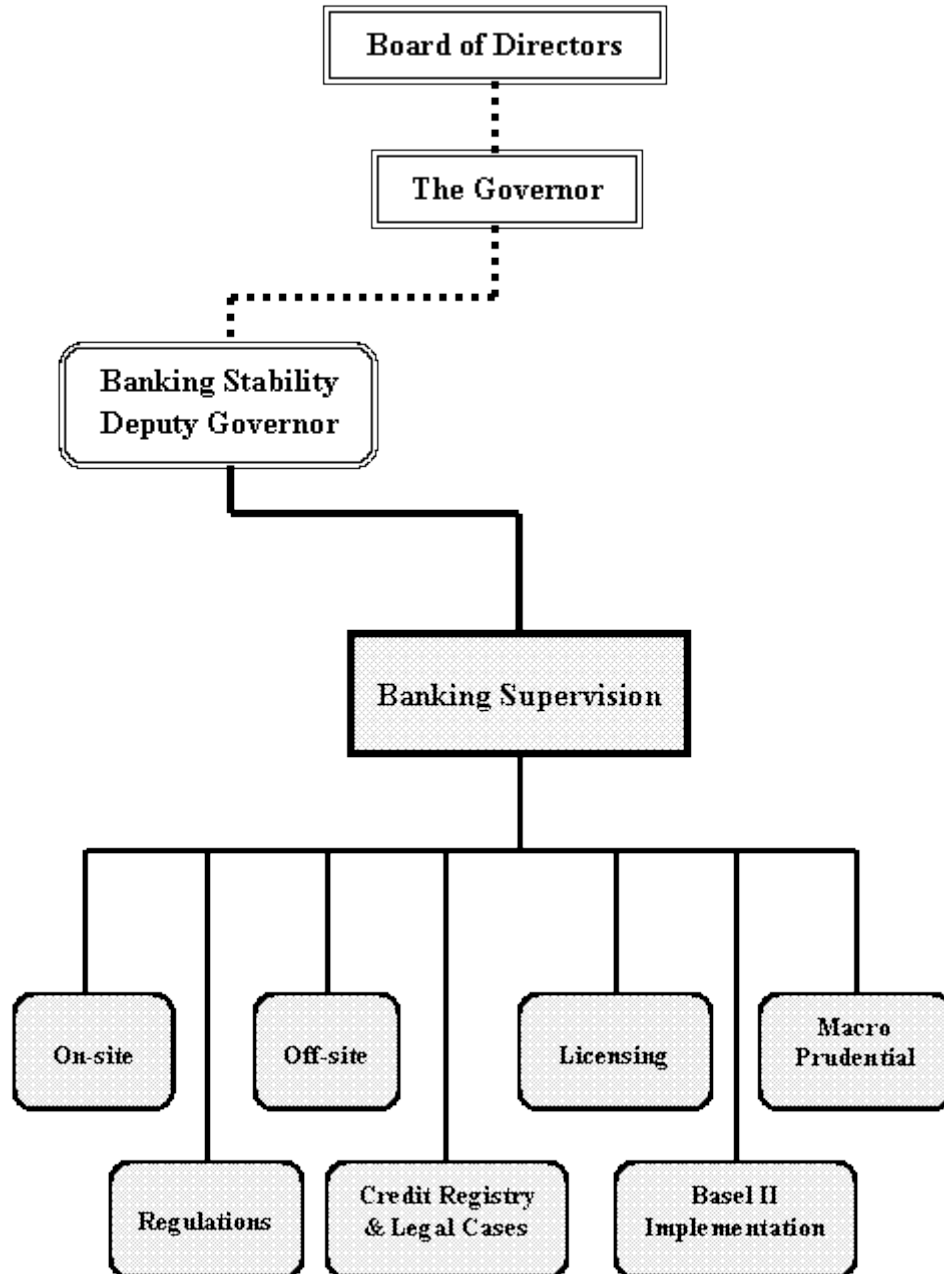 Board of Directors
The Governor
Banking Stability
Deputy Governor
Banking Supervision
On-site
Off-site
Licensing
Macro
Prudential
Regulations
Credit Registry
& Legal Cases
Basel II
Implementation